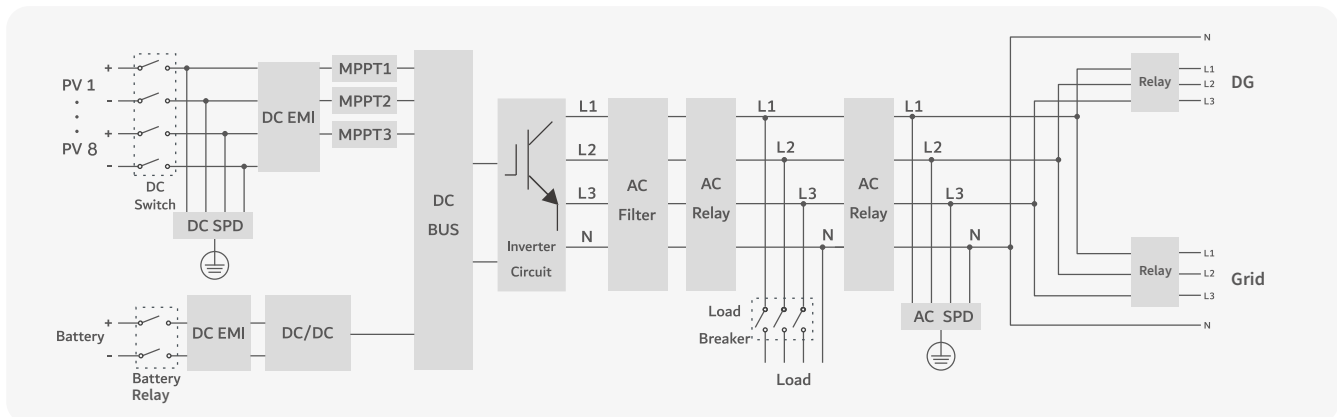 PV 1
PV 8
+
-
+
-
DC
Switch
DC SPD
DC EMI
MPPT1
MPPT2
MPPT3
Battery
+
-
Battery
Relay
DC EMI
DC/DC
DC
BUS
Inverter
Circuit
L1
L2
L3
N
AC
Filter
AC
Relay
L1
L2
L3
N
Load
Breaker
Load
AC
Relay
L1
L2
L3
N
AC SPD
N
Relay
L1
L2
L3
DG
Relay
L1
L2
L3
Grid
N